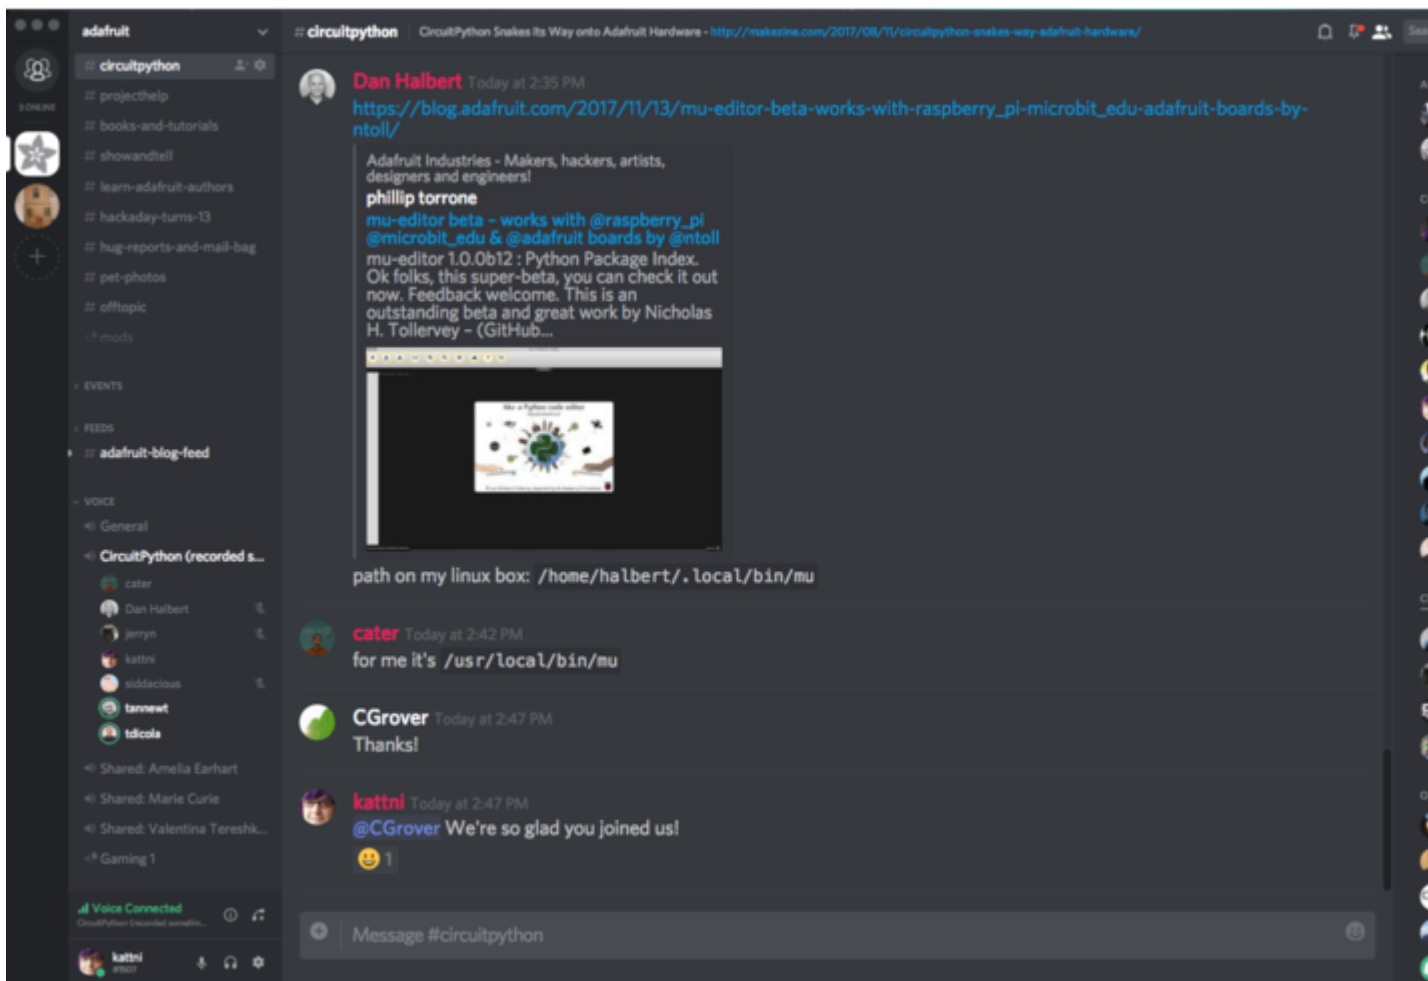 adafruit
# circuitpython
CircuitPython Snakes Its Way onto Adafruit Hardware - http://makezine.com/2017/08/11/circuitpython-snakes-way-adafruit-hardware/
3 ONLINE
# circuitpython
# projecthelp
# books-and-tutorials
# showandtell
# learn-adafruit-authors
# hackaday-turns-13
# hug-reports-and-mail-bag
# pet-photos
# offtopic
mods
EVENTS
FEEDS
# adafruit-blog-feed
VOICE
General
CircuitPython (recorded s...
cater
Dan Halbert
jerryn
kattni
siddacious
tannewt
tdicola
Shared: Amelia Earhart
Shared: Marie Curie
Shared: Valentina Tereshk...
Gaming 1
Voice Connected
CircuitPython (recorded sometim...
kattni
#1507
Dan Halbert Today at 2:35 PM
https://blog.adafruit.com/2017/11/13/mu-editor-beta-works-with-raspberry_pi-microbit_edu-adafruit-boards-by-
ntoll/
Adafruit Industries - Makers, hackers, artists,
designers and engineers!
phillip torrone
mu-editor beta – works with @raspberry_pi
@microbit_edu & @adafruit boards by @ntoll
mu-editor 1.0.0b12 : Python Package Index.
Ok folks, this super-beta, you can check it out
now. Feedback welcome. This is an
outstanding beta and great work by Nicholas
H. Tollervey – (GitHub...
Mu: a Python code editor
path on my linux box: /home/halbert/.local/bin/mu
cater Today at 2:42 PM
for me it's /usr/local/bin/mu
CGrover Today at 2:47 PM
Thanks!
kattni Today at 2:47 PM
@CGrover We're so glad you joined us!
1
Message #circuitpython